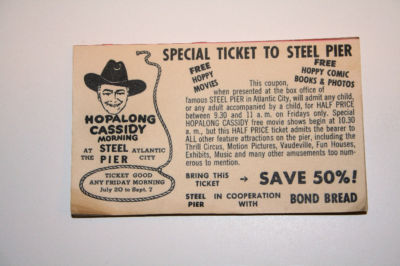 SPECIAL TICKET TO STEEL PIER
FREE
HOPPY
MOVIES
FREE
HOPPY COMIC
BOOKS & PHOTOS
This coupon,
when presented at the box office of
famous STEEL PIER in Atlantic City, will admit any child,
or any adult accompanied by a child, for HALF PRICE
between 9.30 and 11 a. m. on Fridays only. Special
HOPALONG CASSIDY free movie shows begin at 10.30
a. m., but this HALF PRICE ticket admits the bearer to
ALL other feature attractions on the pier, including the
Thrill Circus, Motion Pictures, Vaudeville, Fun Houses,
Exhibits, Music and many other amusements too num-
erous to mention.
BRING THIS
TICKET → SAVE 50%!
STEEL
PIER IN COOPERATION
WITH BOND BREAD
HOPALONG
CASSIDY
MORNING
AT STEEL ATLANTIC
THE PIER CITY
TICKET GOOD
ANY FRIDAY MORNING
July 20 to Sept. 7